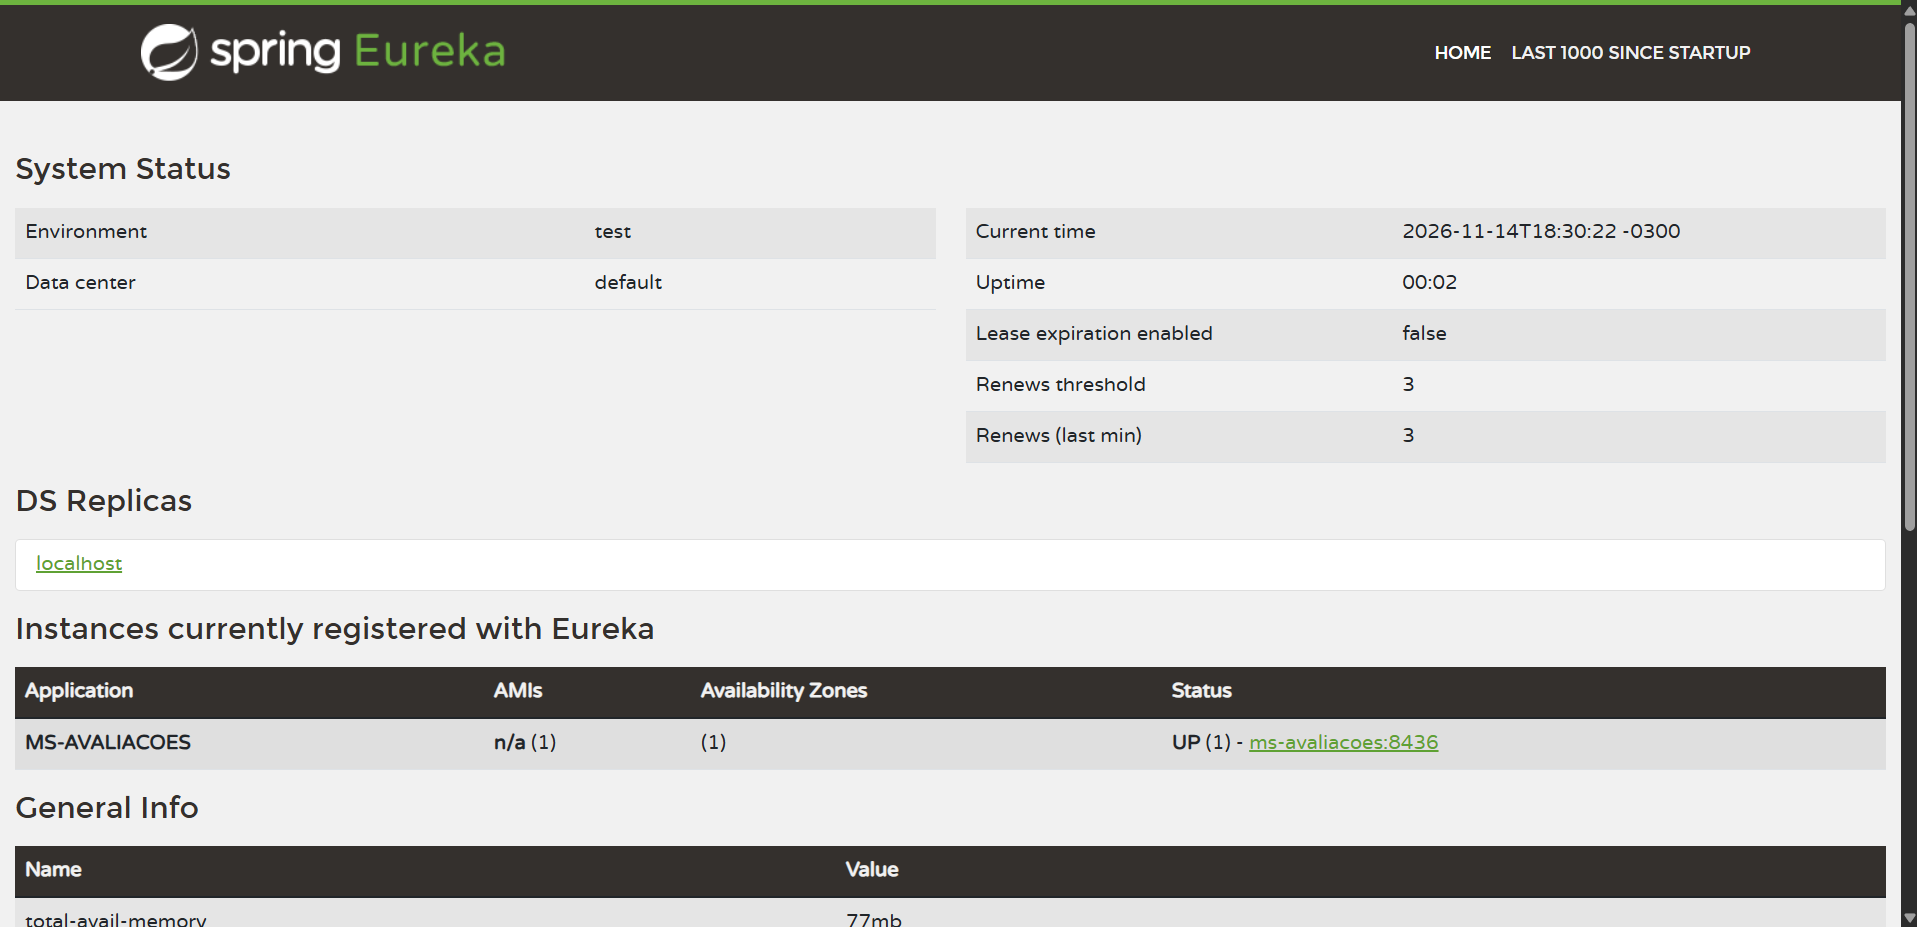 spring Eureka
HOME LAST 1000 SINCE STARTUP
System Status
Environment test
Data center default
Current time 2026-11-14T18:30:22 -0300
Uptime 00:02
Lease expiration enabled false
Renews threshold 3
Renews (last min) 3
DS Replicas
localhost
Instances currently registered with Eureka
Application AMIs Availability Zones Status
MS-AVALIACOES n/a (1) (1) UP (1) - ms-avaliacoes:8436
General Info
Name Value
total-avail-memory 77mb